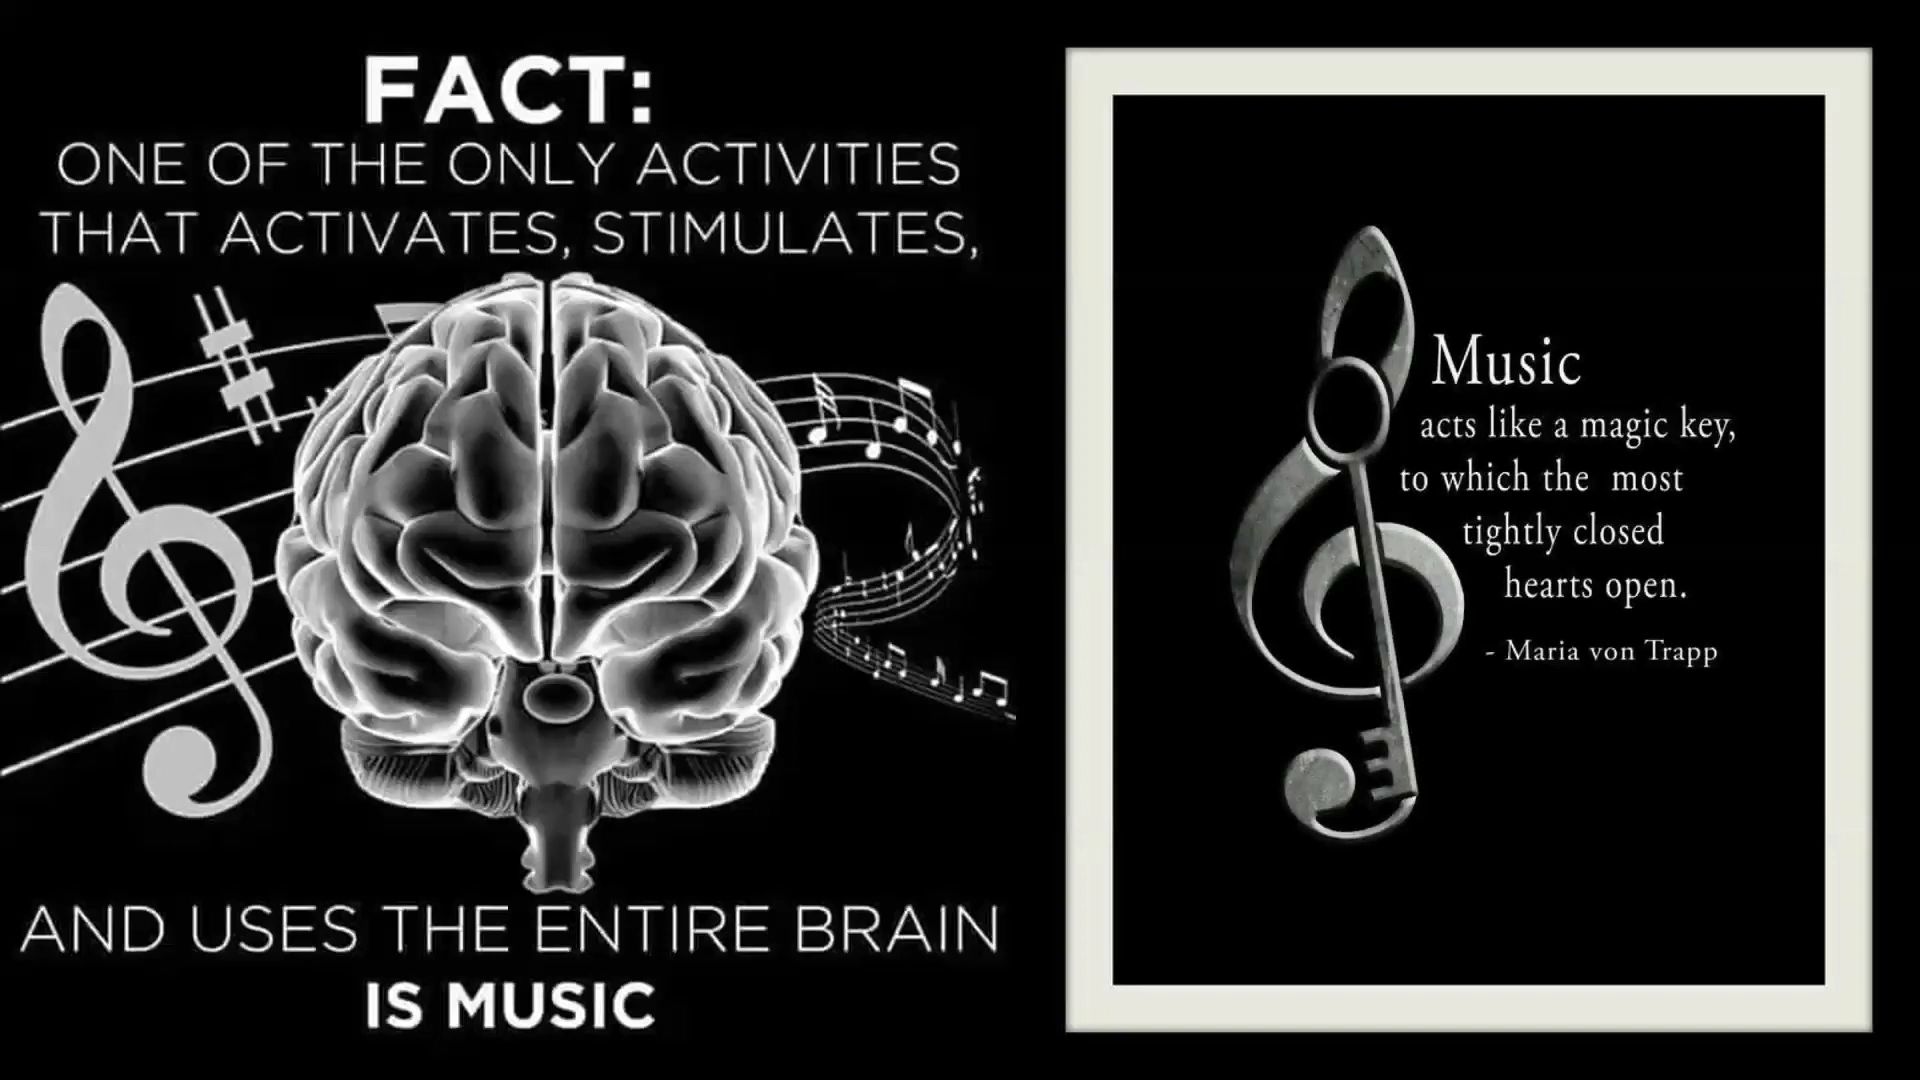 FACT:
ONE OF THE ONLY ACTIVITIES
THAT ACTIVATES, STIMULATES,
AND USES THE ENTIRE BRAIN
IS MUSIC
Music
acts like a magic key,
to which the most
tightly closed
hearts open.
- Maria von Trapp